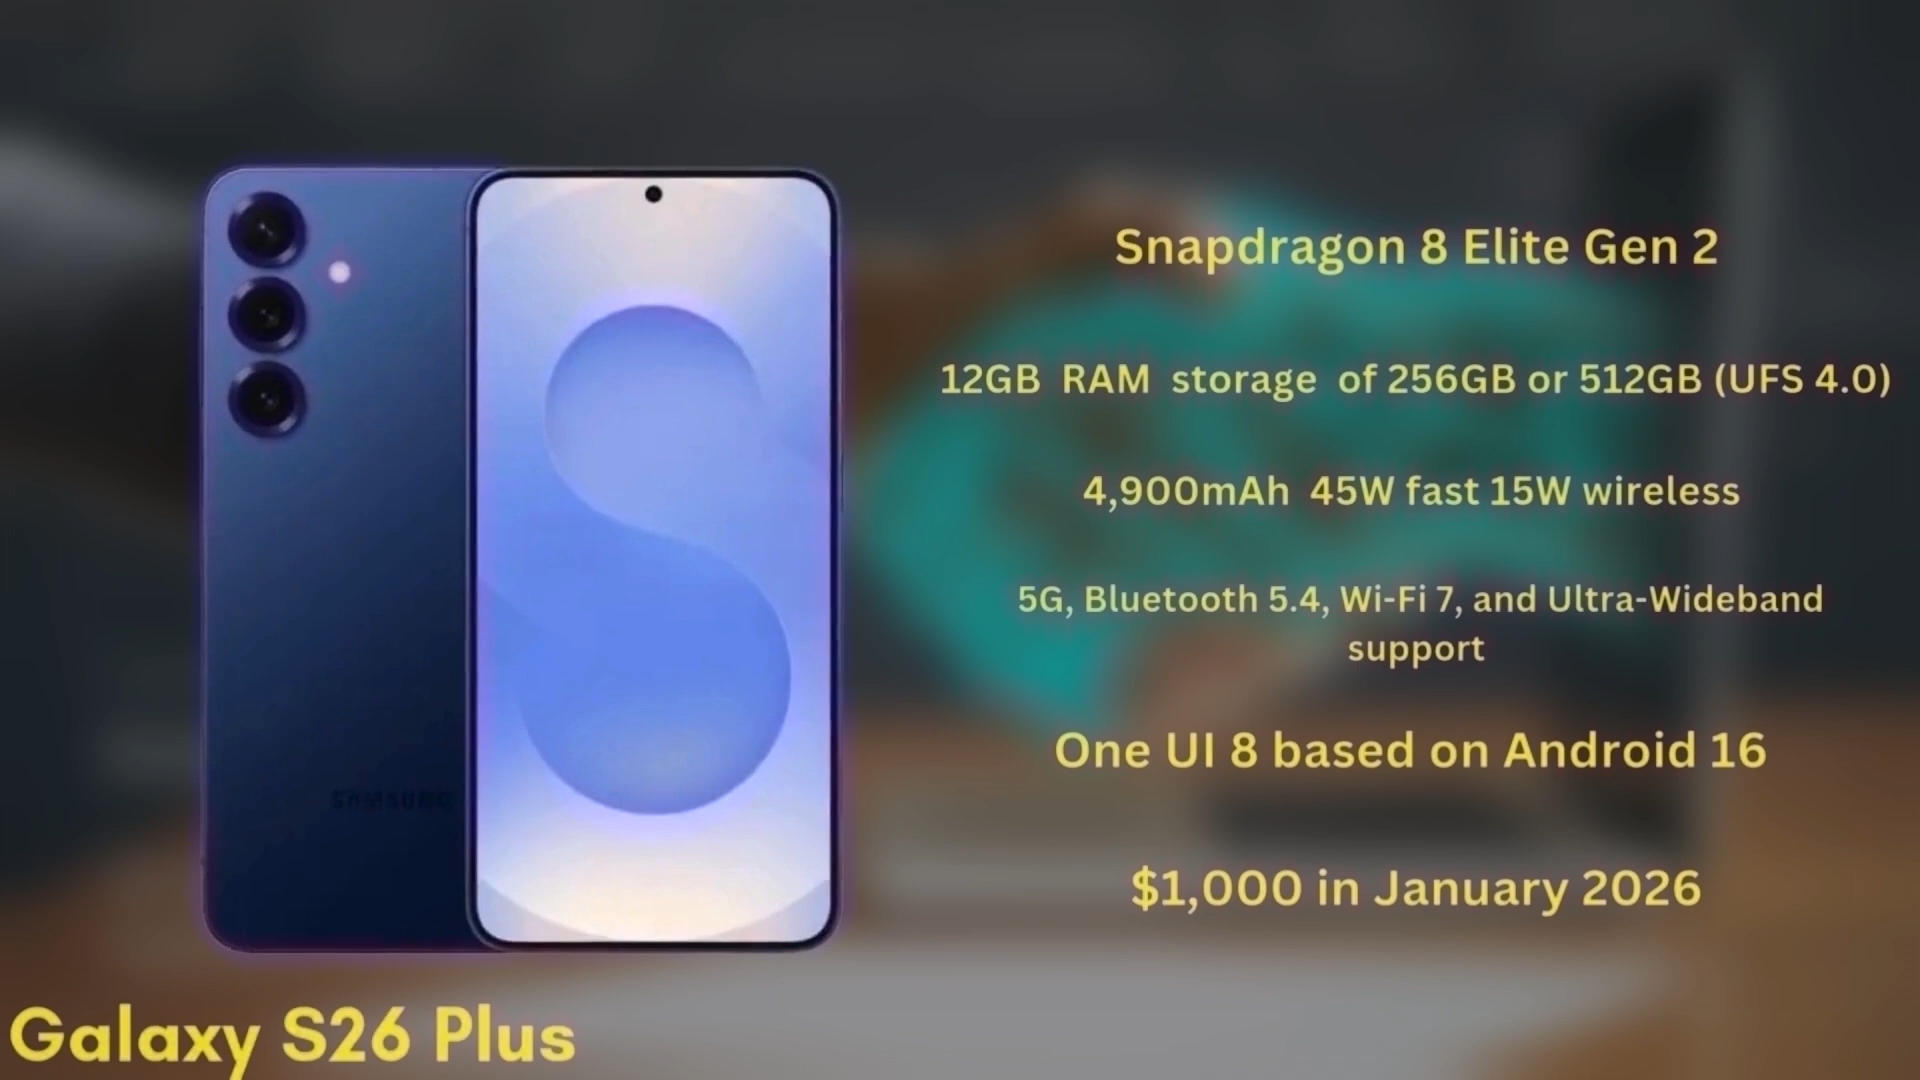 Snapdragon 8 Elite Gen 2
12GB RAM storage of 256GB or 512GB (UFS 4.0)
4,900mAh 45W fast 15W wireless
5G, Bluetooth 5.4, Wi-Fi 7, and Ultra-Wideband
support
One UI 8 based on Android 16
$1,000 in January 2026
SAMSUNG
Galaxy S26 Plus